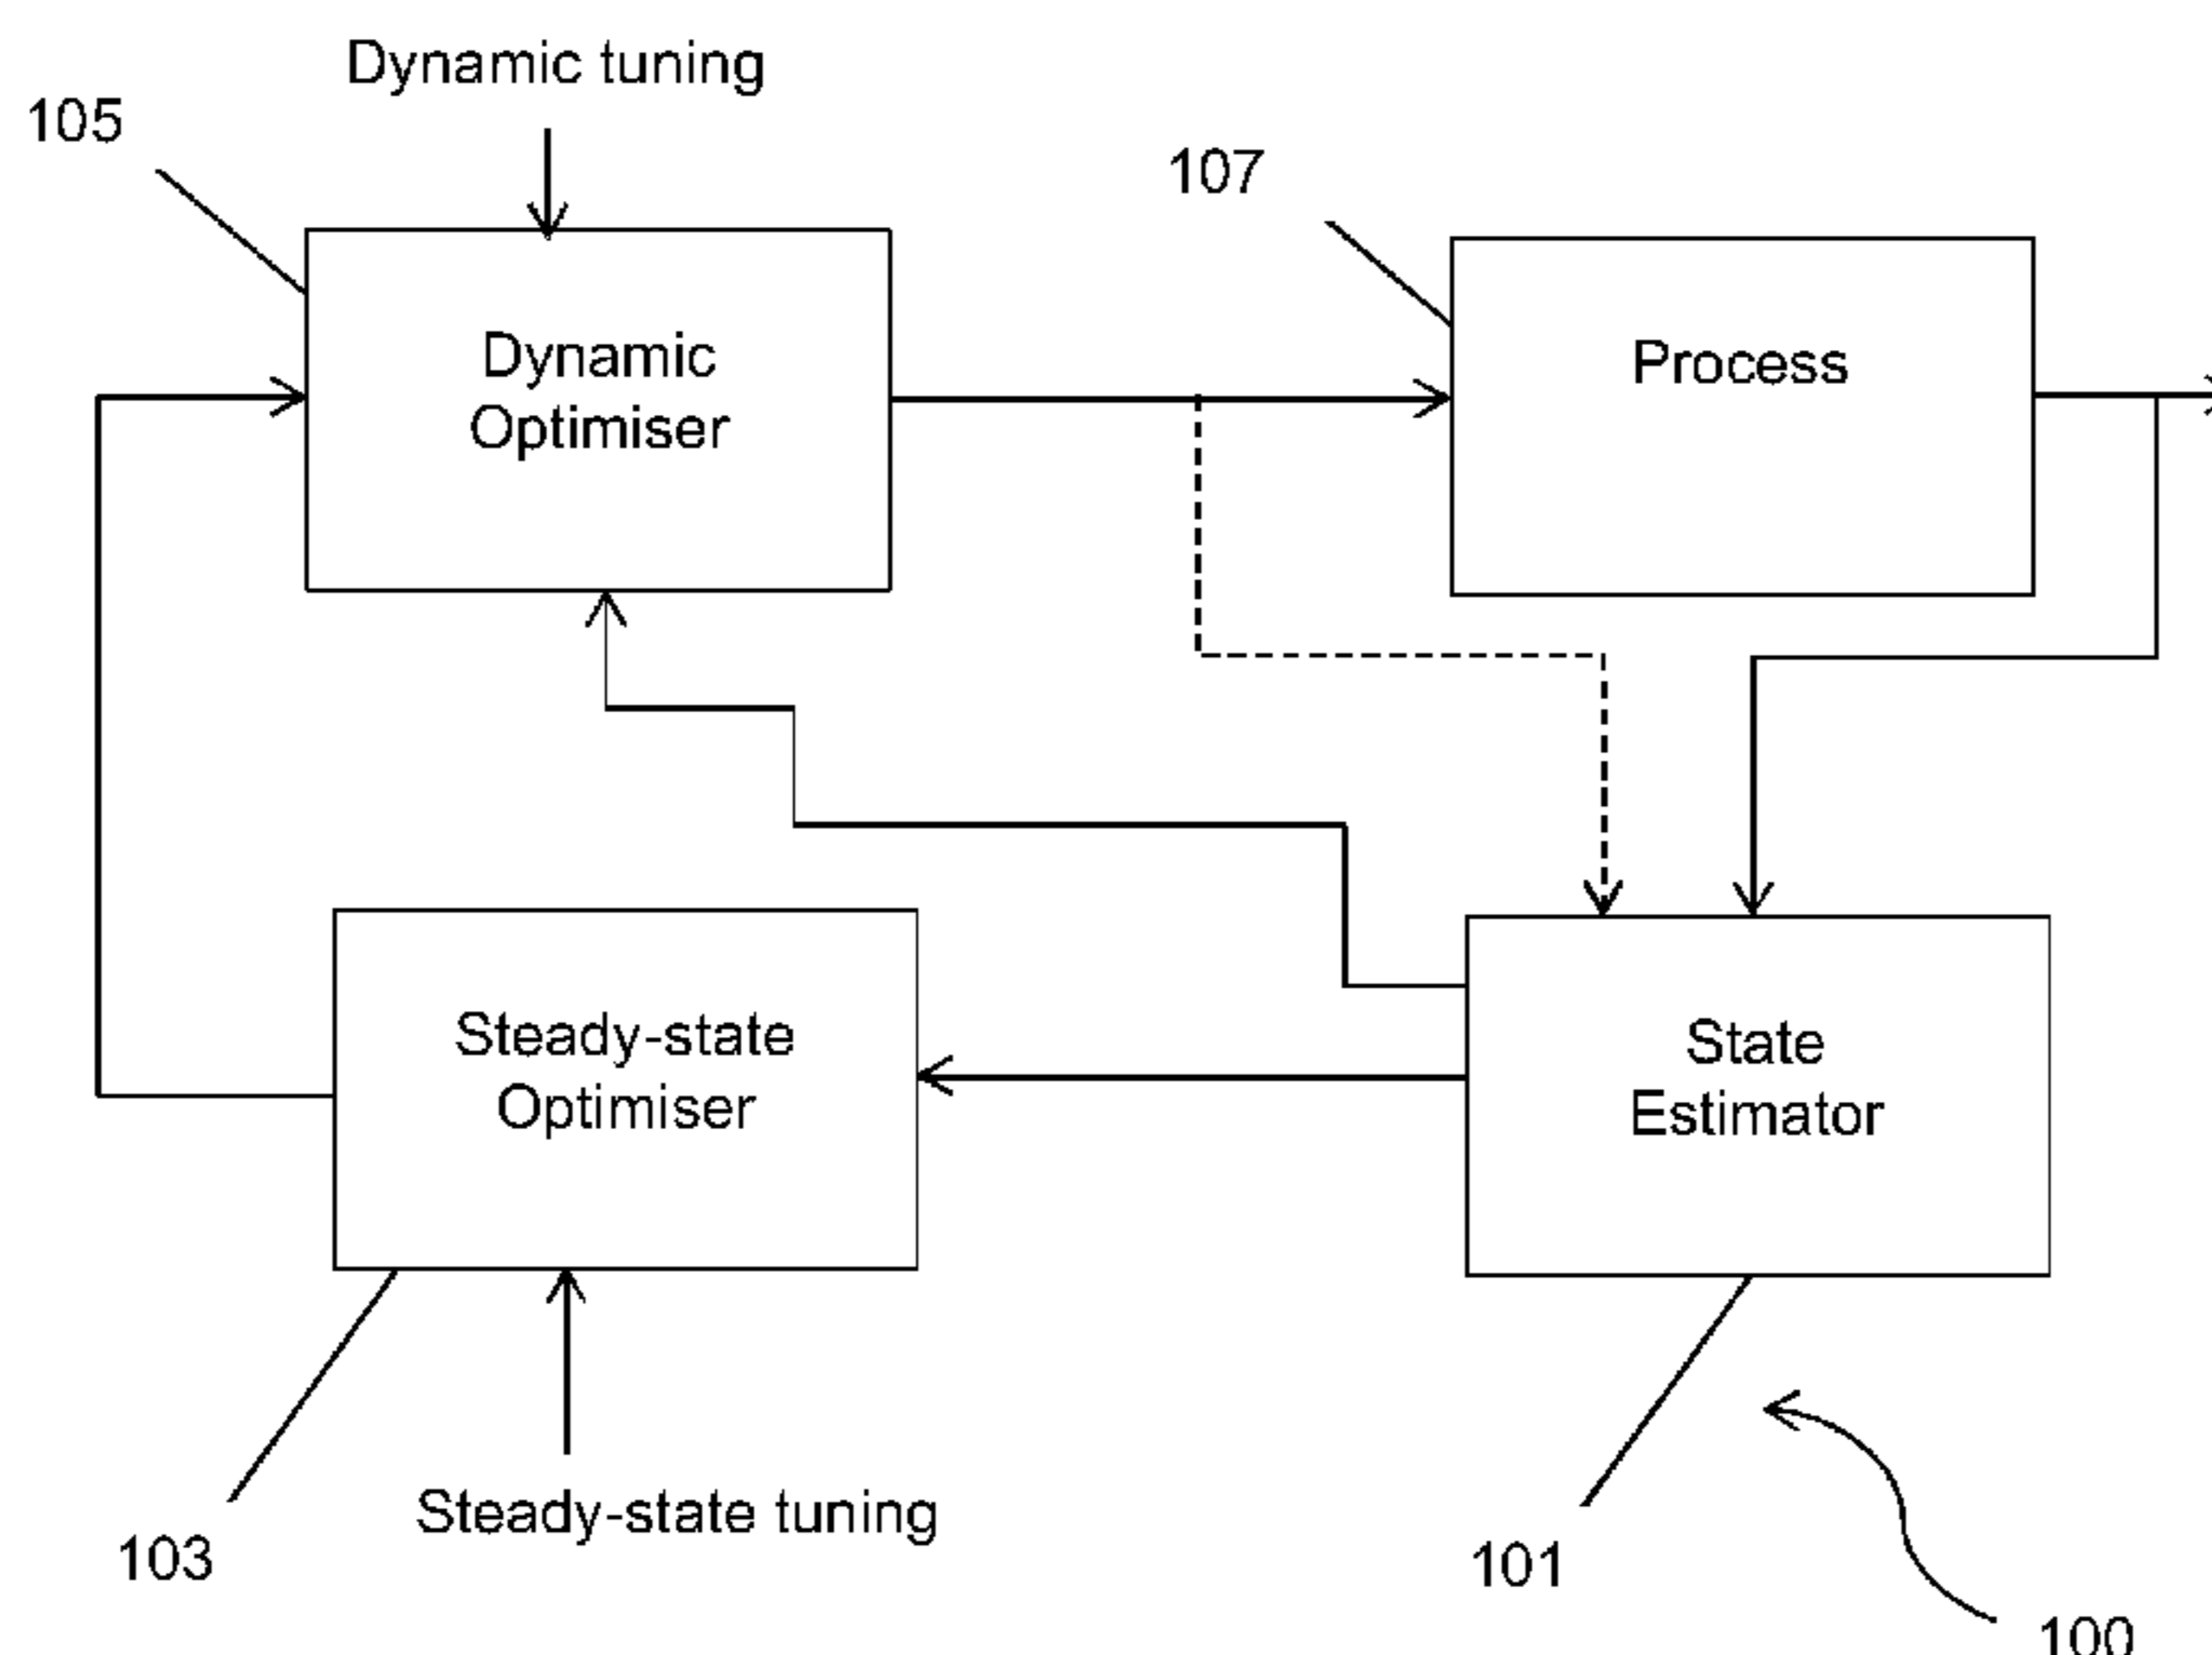 Dynamic tuning
105
107
Dynamic
Optimiser
Process
Steady-state
Optimiser
State
Estimator
Steady-state tuning
103
101
100